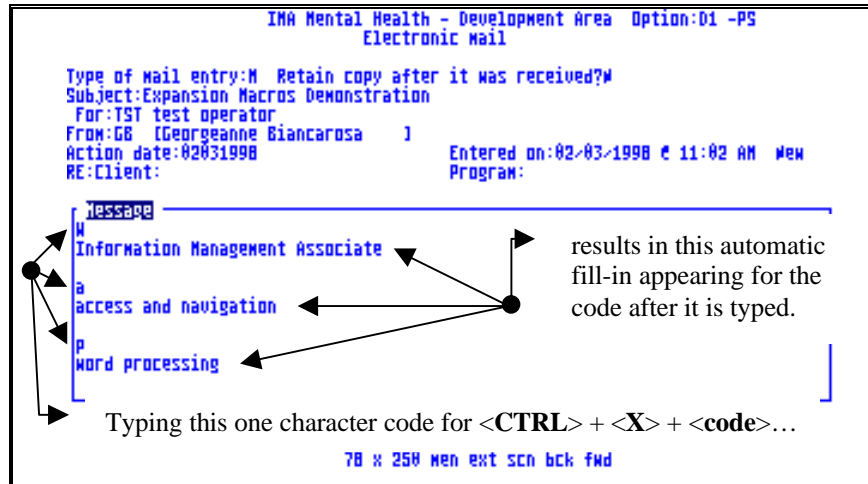 IMA Mental Health - Development Area Option:D1 -PS
Electronic mail
Type of mail entry:M Retain copy after it was received?N
Subject:Expansion Macros Demonstration
For:TST test operator
From:GB [Georgeanne Biancarosa ]
Action date:02031998 Entered on:02/03/1998 @ 11:02 AM New
RE:Client: Program:
Message
W
Information Management Associate
results in this automatic
fill-in appearing for the
code after it is typed.
a
access and navigation
p
word processing
Typing this one character code for <CTRL> + <X> + <code>…
78 x 250 men ext scn bck fwd